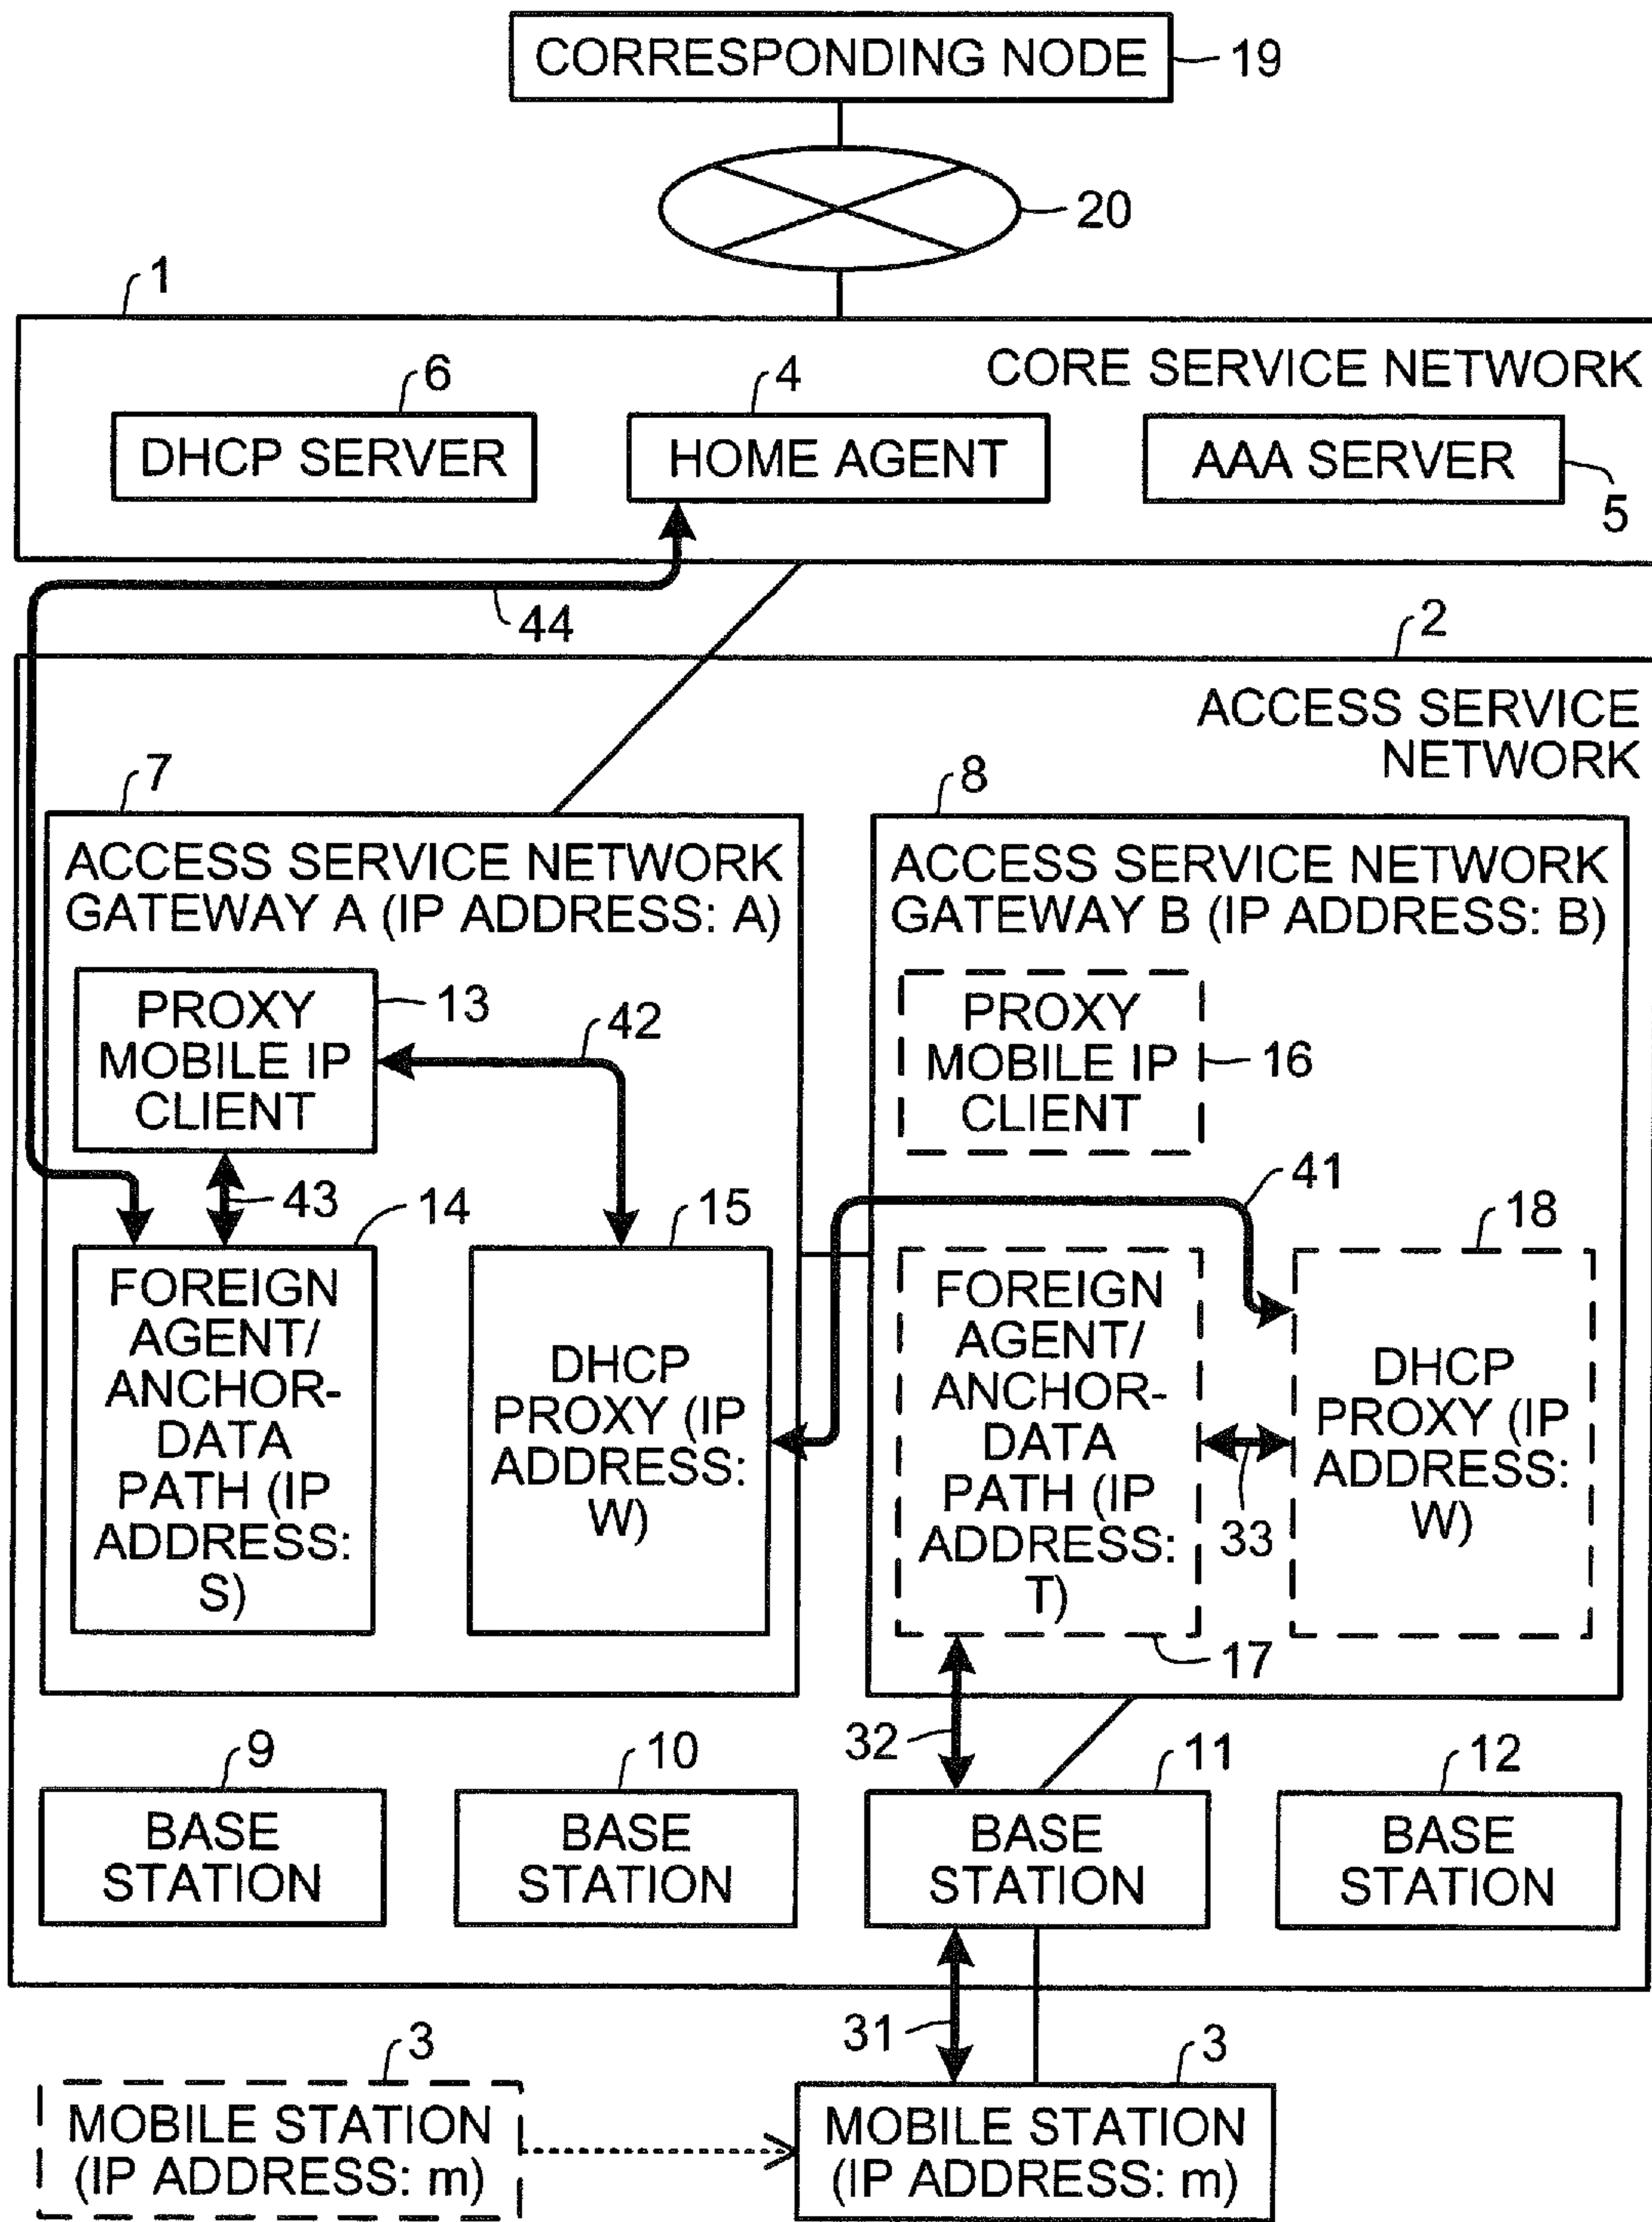 CORRESPONDING NODE
19
20
1
CORE SERVICE NETWORK
6
4
DHCP SERVER
HOME AGENT
AAA SERVER
5
44
2
ACCESS SERVICE
NETWORK
7
8
ACCESS SERVICE NETWORK
GATEWAY A (IP ADDRESS: A)
ACCESS SERVICE NETWORK
GATEWAY B (IP ADDRESS: B)
PROXY
MOBILE IP
CLIENT
13
42
PROXY
MOBILE IP
CLIENT
16
43
14
15
41
18
FOREIGN
AGENT/
ANCHOR-
DATA
PATH (IP
ADDRESS:
S)
DHCP
PROXY (IP
ADDRESS:
W)
FOREIGN
AGENT/
ANCHOR-
DATA
PATH (IP
ADDRESS:
T)
33
DHCP
PROXY (IP
ADDRESS:
W)
17
32
9
10
11
12
BASE
STATION
BASE
STATION
BASE
STATION
BASE
STATION
31
3
3
MOBILE STATION
(IP ADDRESS: m)
MOBILE STATION
(IP ADDRESS: m)